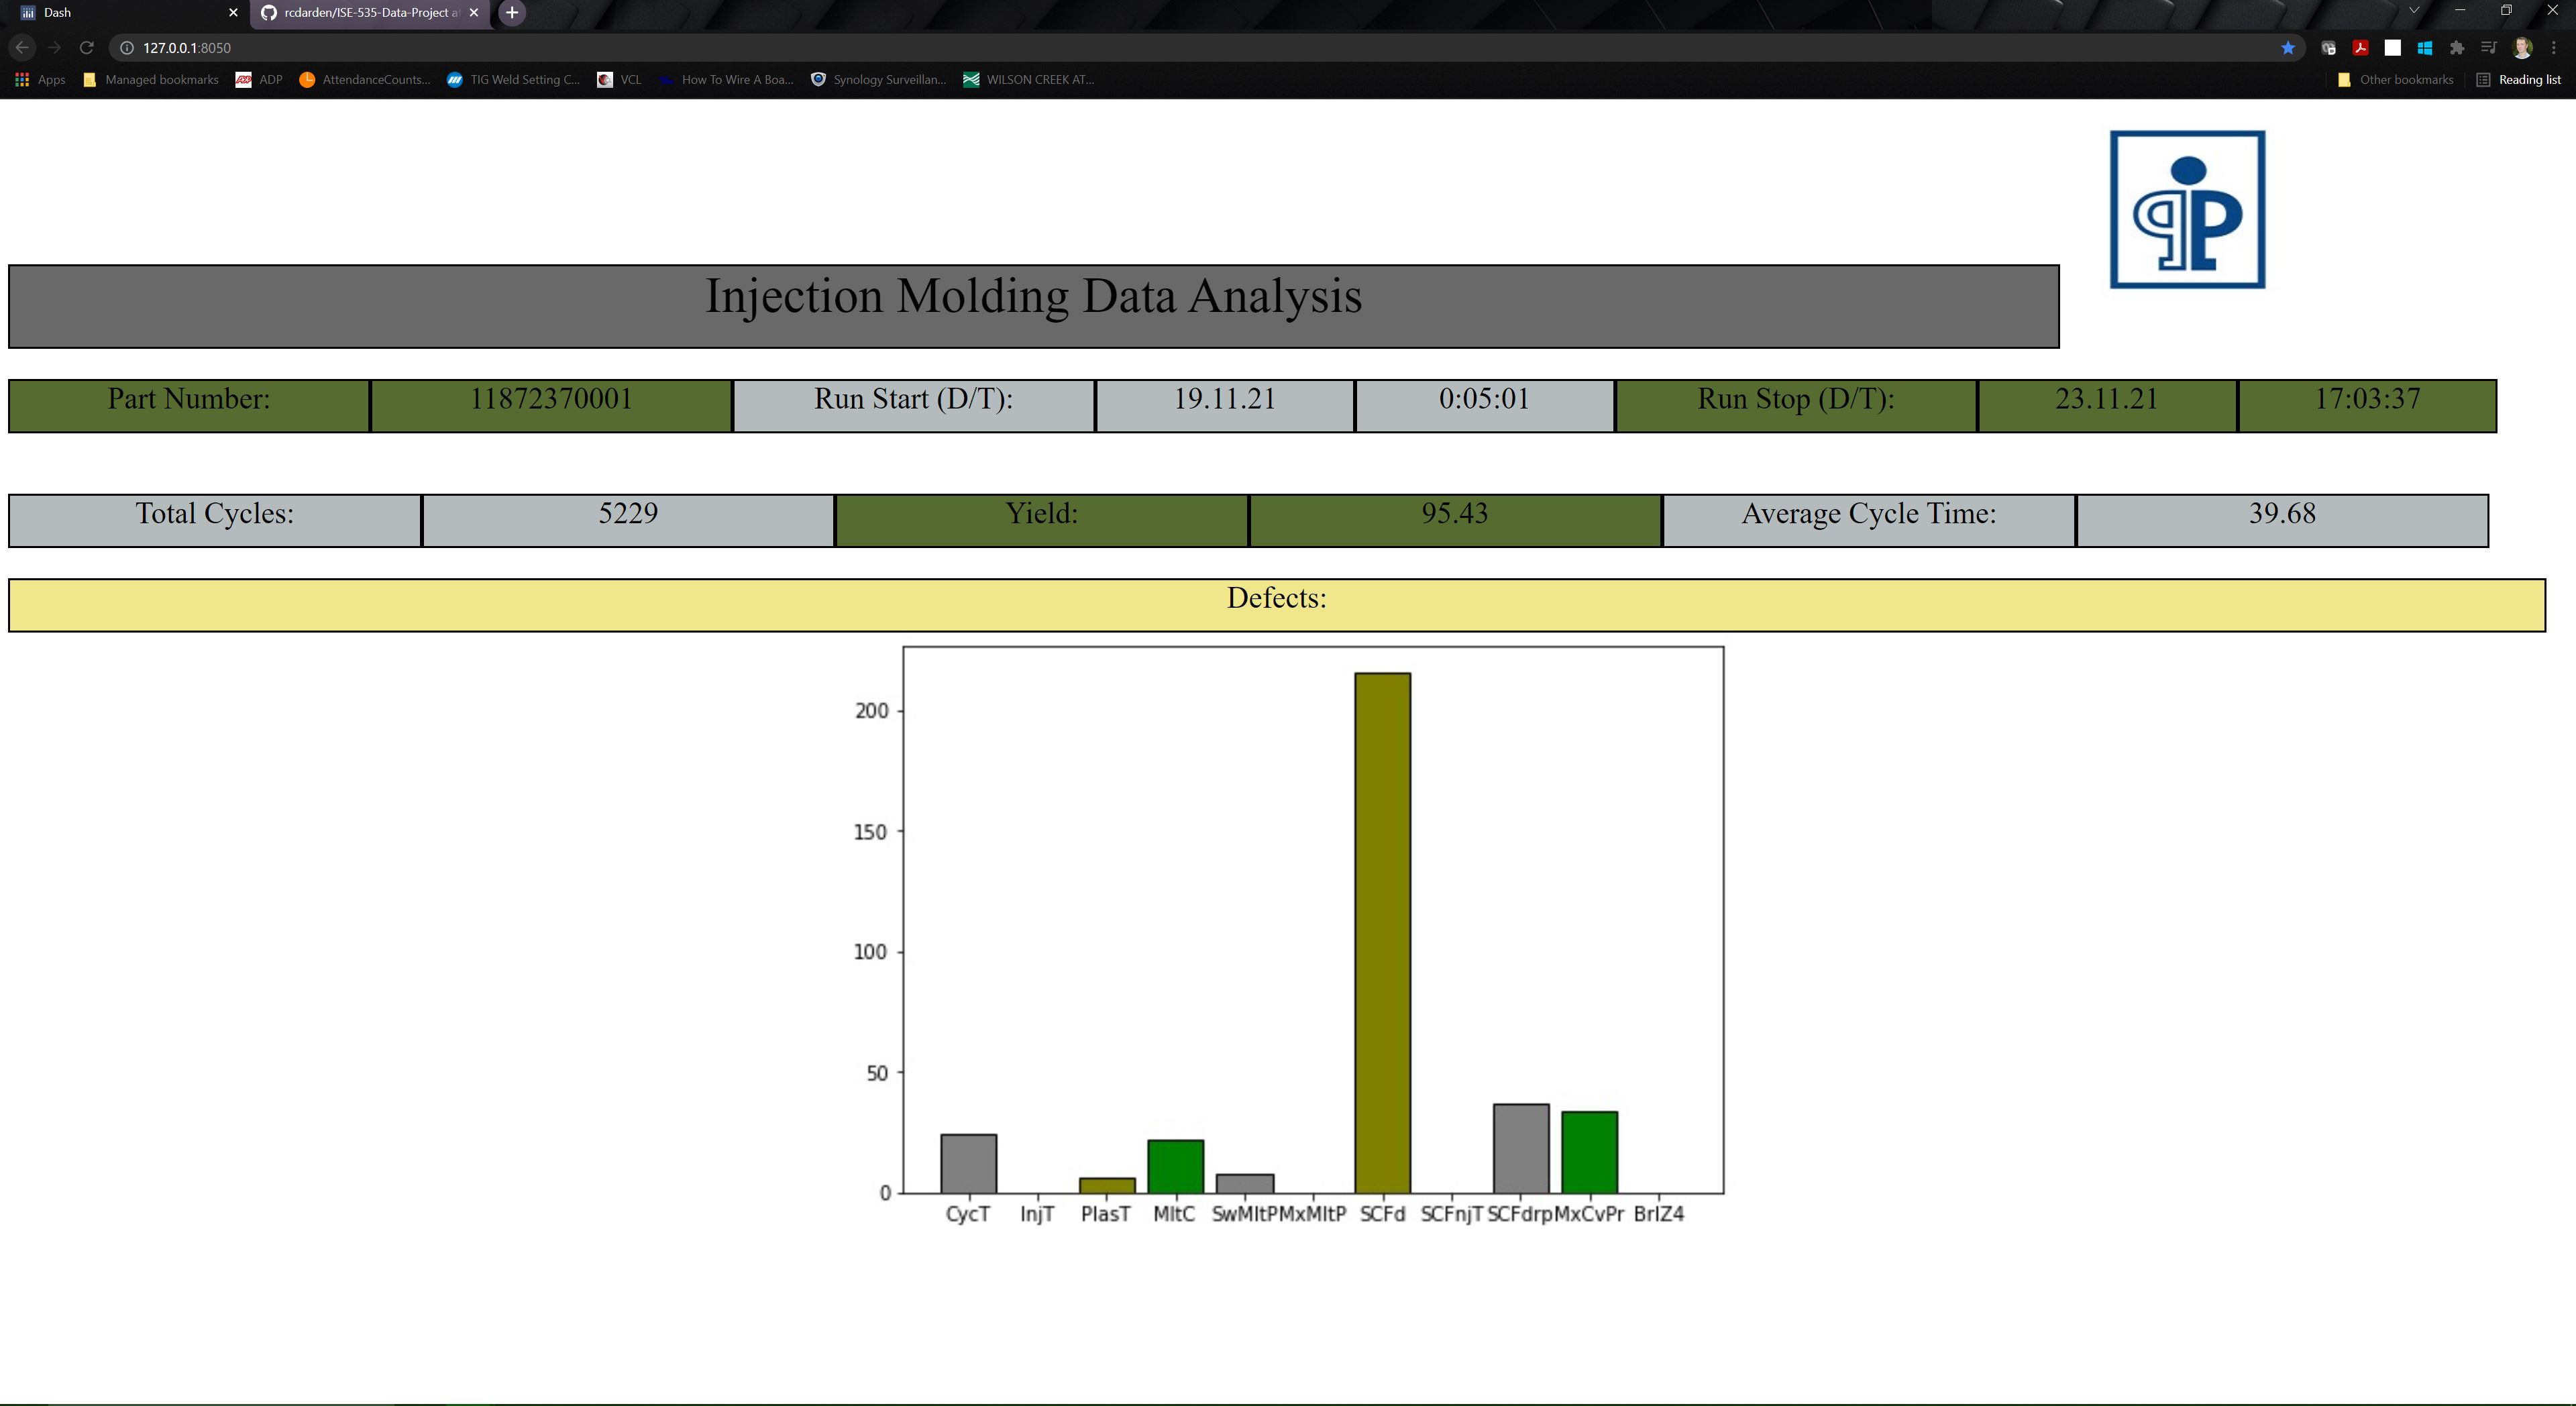 Dash
rcdarden/ISE-535-Data-Project a
127.0.0.1:8050
Apps Managed bookmarks ADP AttendanceCounts... TIG Weld Setting C... VCL How To Wire A Boa... Synology Surveillan... WILSON CREEK AT... Other bookmarks Reading list
Injection Molding Data Analysis
Part Number: 11872370001 Run Start (D/T): 19.11.21 0:05:01 Run Stop (D/T): 23.11.21 17:03:37
Total Cycles: 5229 Yield: 95.43 Average Cycle Time: 39.68
Defects:
200
150
100
50
0
CycT InjT PlasT MltC SwMltP MxMltP SCFd SCFnjT SCFdrp MxCvPr BrlZ4